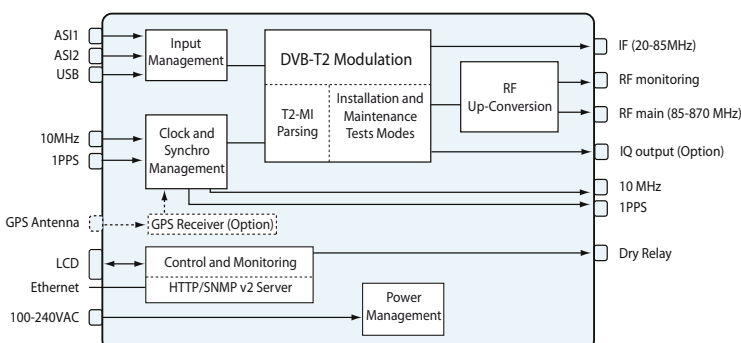 ASI1
ASI2
USB
10MHz
1PPS
GPS Antenna
LCD
Ethernet
100-240VAC
Input
Management
Clock and
Synchro
Management
GPS Receiver (Option)
Control and Monitoring
HTTP/SNMP v2 Server
DVB-T2 Modulation
T2-MI
Parsing
Installation and
Maintenance
Tests Modes
RF
Up-Conversion
Power
Management
IF (20-85MHz)
RF monitoring
RF main (85-870 MHz)
IQ output (Option)
10 MHz
1PPS
Dry Relay